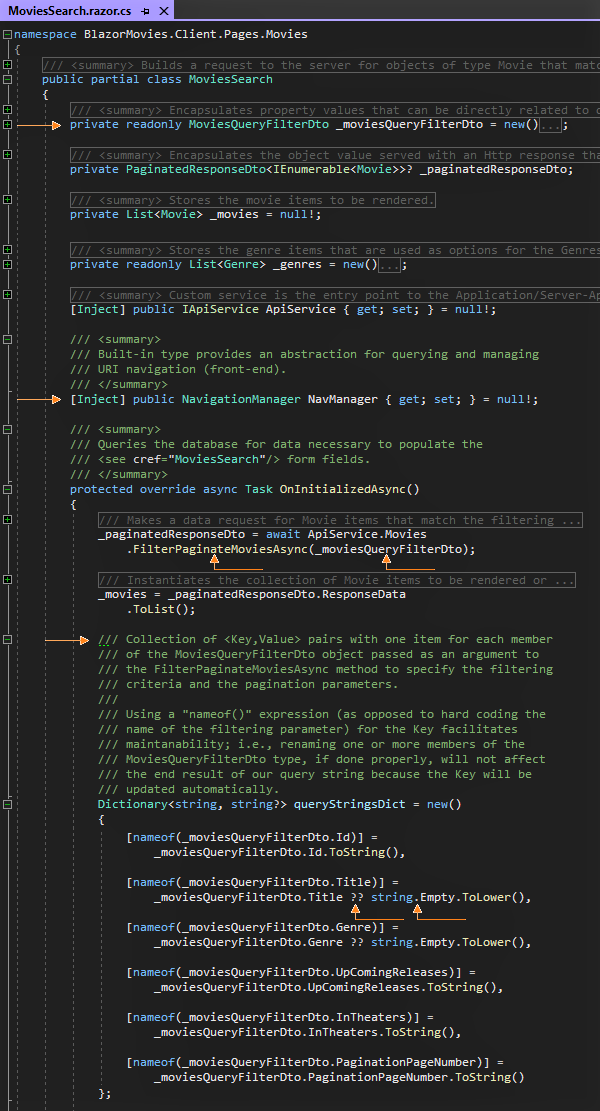 MoviesSearch.razor.cs
namespace BlazorMovies.Client.Pages.Movies
{
/// <summary> Builds a request to the server for objects of type Movie that
public partial class MoviesSearch
{
/// <summary> Encapsulates property values that can be directly related to
private readonly MoviesQueryFilterDto _moviesQueryFilterDto = new()...;
/// <summary> Encapsulates the object value served with an Http response
private PaginatedResponseDto<IEnumerable<Movie>>? _paginatedResponseDto;
/// <summary> Stores the movie items to be rendered.
private List<Movie> _movies = null!;
/// <summary> Stores the genre items that are used as options for the Genres
private readonly List<Genre> _genres = new()...;
/// <summary> Custom service is the entry point to the Application/Server-Ap
[Inject] public IApiService ApiService { get; set; } = null!;
/// <summary>
/// Built-in type provides an abstraction for querying and managing
/// URI navigation (front-end).
/// </summary>
[Inject] public NavigationManager NavManager { get; set; } = null!;
/// <summary>
/// Queries the database for data necessary to populate the
/// <see cref="MoviesSearch"/> form fields.
/// </summary>
protected override async Task OnInitializedAsync()
{
/// Makes a data request for Movie items that match the filtering ...
_paginatedResponseDto = await ApiService.Movies
.FilterPaginateMoviesAsync(_moviesQueryFilterDto);
/// Instantiates the collection of Movie items to be rendered or ...
_movies = _paginatedResponseDto.ResponseData
.ToList();
/// Collection of <Key,Value> pairs with one item for each member
/// of the MoviesQueryFilterDto object passed as an argument to
/// the FilterPaginateMoviesAsync method to specify the filtering
/// criteria and the pagination parameters.
///
/// Using a "nameof()" expression (as opposed to hard coding the
/// name of the filtering parameter) for the Key facilitates
/// maintanability; i.e., renaming one or more members of the
/// MoviesQueryFilterDto type, if done properly, will not affect
/// the end result of our query string because the Key will be
/// updated automatically.
Dictionary<string, string?> queryStringsDict = new()
{
[nameof(_moviesQueryFilterDto.Id)] =
_moviesQueryFilterDto.Id.ToString(),
[nameof(_moviesQueryFilterDto.Title)] =
_moviesQueryFilterDto.Title ?? string.Empty.ToLower(),
[nameof(_moviesQueryFilterDto.Genre)] =
_moviesQueryFilterDto.Genre ?? string.Empty.ToLower(),
[nameof(_moviesQueryFilterDto.UpComingReleases)] =
_moviesQueryFilterDto.UpComingReleases.ToString(),
[nameof(_moviesQueryFilterDto.InTheaters)] =
_moviesQueryFilterDto.InTheaters.ToString(),
[nameof(_moviesQueryFilterDto.PaginationPageNumber)] =
_moviesQueryFilterDto.PaginationPageNumber.ToString()
};